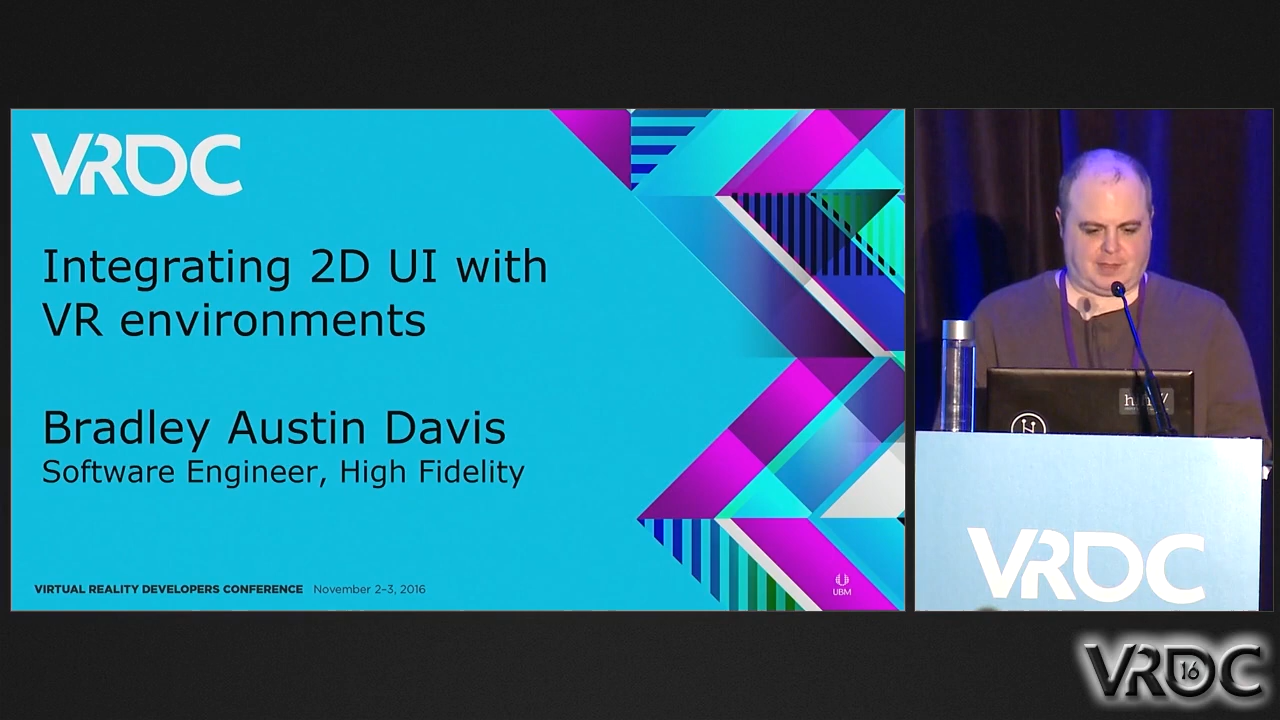 VRDC
Integrating 2D UI with
VR environments
Bradley Austin Davis
Software Engineer, High Fidelity
VIRTUAL REALITY DEVELOPERS CONFERENCE November 2-3, 2016
UBM
VRDC
VRDC
16